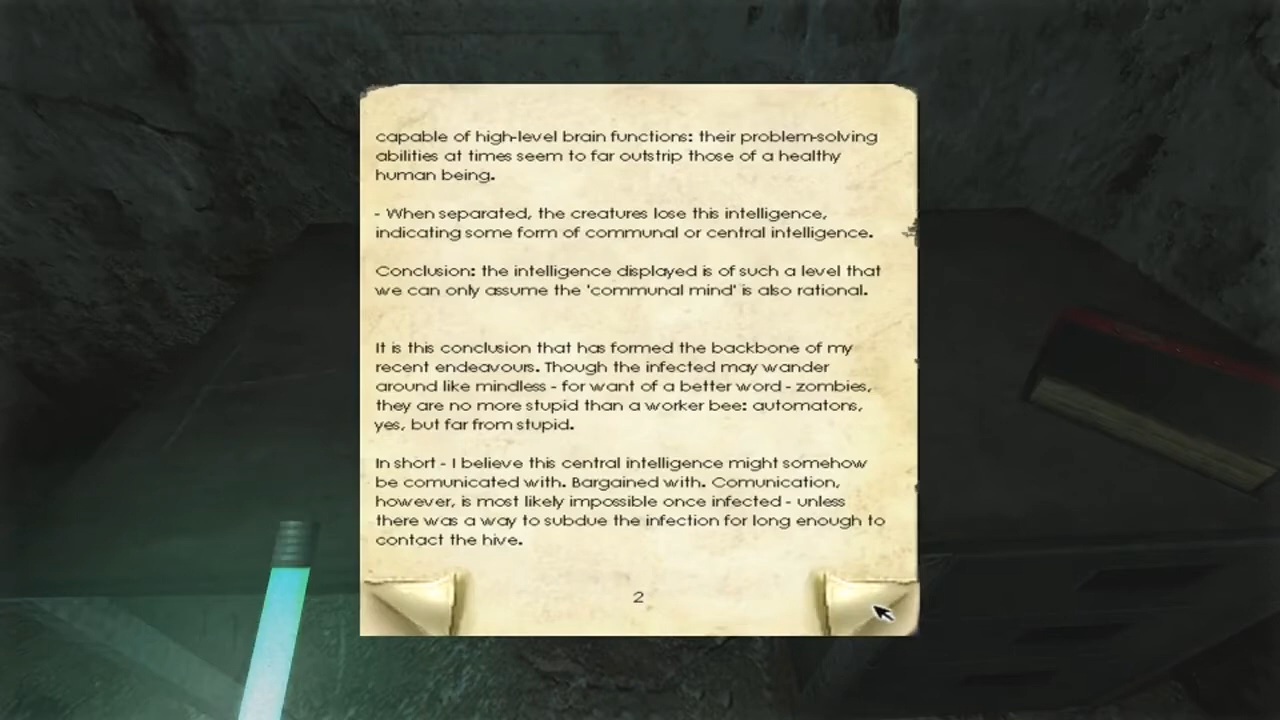 capable of high-level brain functions: their problem-solving
abilities at times seem to far outstrip those of a healthy
human being.
- When separated, the creatures lose this intelligence,
indicating some form of communal or central intelligence.
Conclusion: the intelligence displayed is of such a level that
we can only assume the 'communal mind' is also rational.
It is this conclusion that has formed the backbone of my
recent endeavours. Though the infected may wander
around like mindless - for want of a better word - zombies,
they are no more stupid than a worker bee: automatons,
yes, but far from stupid.
In short - I believe this central intelligence might somehow
be comunicated with. Bargained with. Comunication,
however, is most likely impossible once infected - unless
there was a way to subdue the infection for long enough to
contact the hive.
2